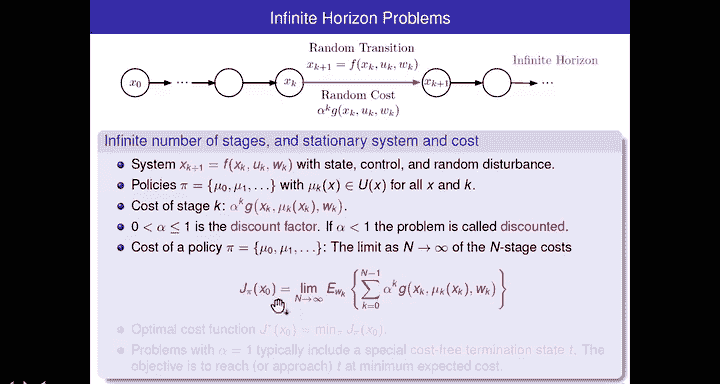 Infinite Horizon Problems
Random Transition
x_{k+1} = f(x_k, u_k, w_k)
Infinite Horizon
x_0 ... x_k x_{k+1} ...
Random Cost
α^k g(x_k, u_k, w_k)
Infinite number of stages, and stationary system and cost
System x_{k+1} = f(x_k, u_k, w_k) with state, control, and random disturbance.
Policies π = {μ_0, μ_1, . . .} with μ_k(x) ∈ U(x) for all x and k.
Cost of stage k: α^k g(x_k, μ_k(x_k), w_k).
0 < α ≤ 1 is the discount factor. If α < 1 the problem is called discounted.
Cost of a policy π = {μ_0, μ_1, . . .}: The limit as N → ∞ of the N-stage costs
J_π(x_0) = lim_{N→∞} E_{w_k} { ∑_{k=0}^{N-1} α^k g(x_k, μ_k(x_k), w_k) }
Optimal cost function J*(x_0) = min_π J_π(x_0).
Problems with α = 1 typically include a special cost-free termination state t. The
objective is to reach (or approach) t at minimum expected cost.